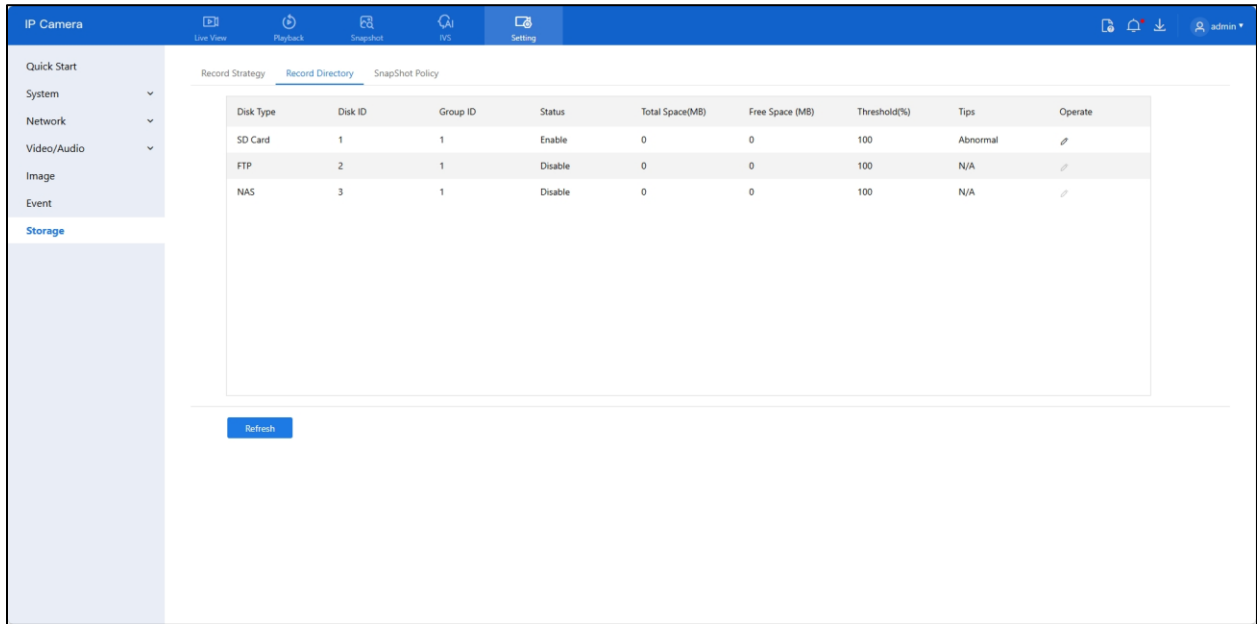 IP Camera
Live View
Playback
Snapshot
IVS
Setting
admin
Quick Start
System
Network
Video/Audio
Image
Event
Storage
Record Strategy Record Directory SnapShot Policy
Disk Type Disk ID Group ID Status Total Space(MB) Free Space (MB) Threshold(%) Tips Operate
SD Card 1 1 Enable 0 0 100 Abnormal
FTP 2 1 Disable 0 0 100 N/A
NAS 3 1 Disable 0 0 100 N/A
Refresh